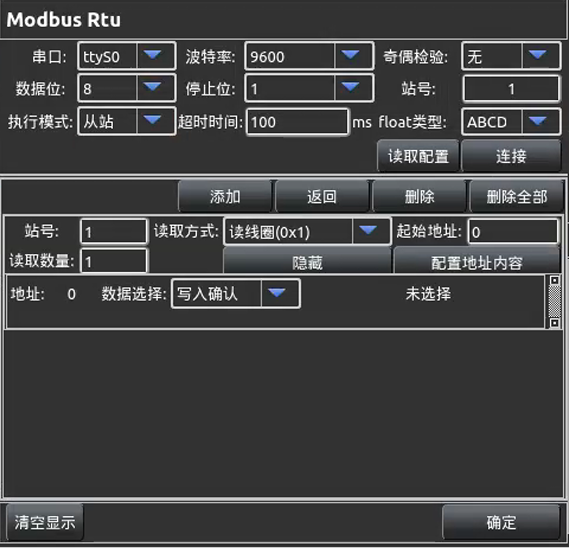 Modbus Rtu
串口: ttyS0 波特率: 9600 奇偶检验: 无
数据位: 8 停止位: 1 站号: 1
执行模式: 从站 超时时间: 100 ms float类型: ABCD
读取配置 连接
添加 返回 删除 删除全部
站号: 1 读取方式: 读线圈(0x1) 起始地址: 0
读取数量: 1 隐藏 配置地址内容
地址: 0 数据选择: 写入确认 未选择
清空显示 确定